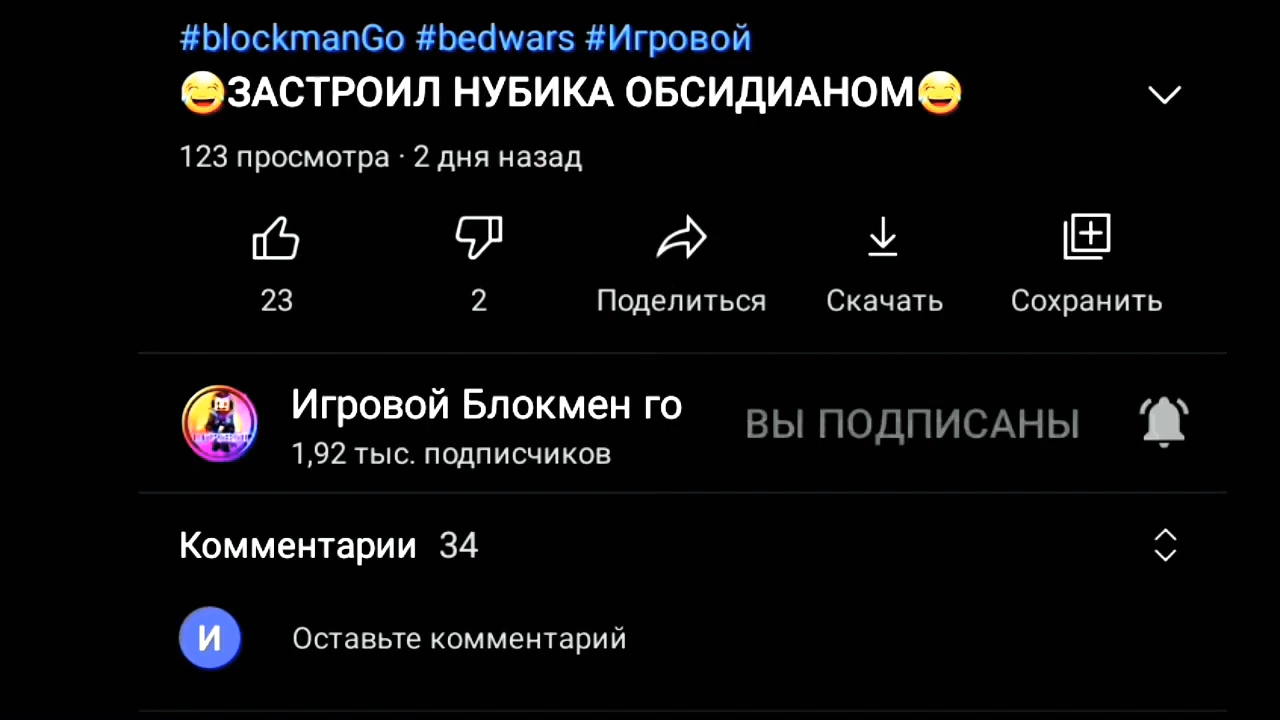 #blockmanGo #bedwars #Игровой
😂ЗАСТРОИЛ НУБИКА ОБСИДИАНОМ😂
123 просмотра · 2 дня назад
23 2 Поделиться Скачать Сохранить
Игровой Блокмен го
ВЫ ПОДПИСАНЫ
1,92 тыс. подписчиков
Комментарии 34
И Оставьте комментарий